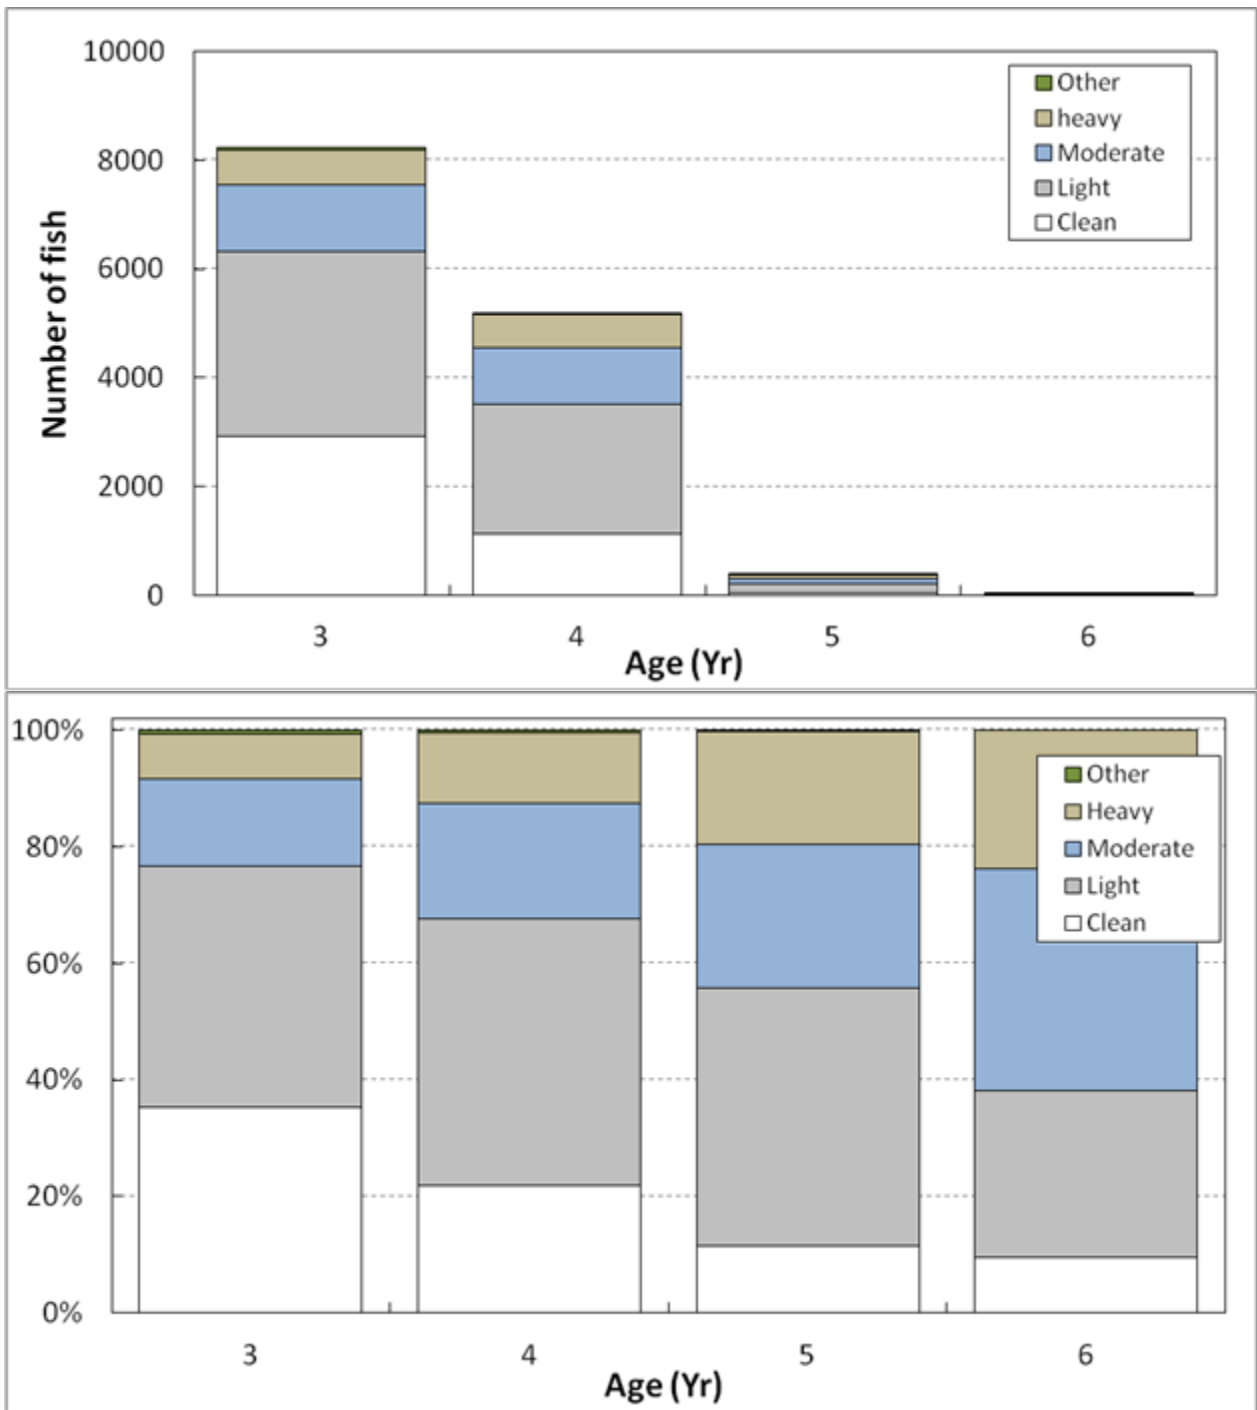 10000
8000
6000
4000
2000
0
Number of fish
Other
heavy
Moderate
Light
Clean
3 4 5 6
Age (Yr)
100%
80%
60%
40%
20%
0%
Other
Heavy
Moderate
Light
Clean
3 4 5 6
Age (Yr)